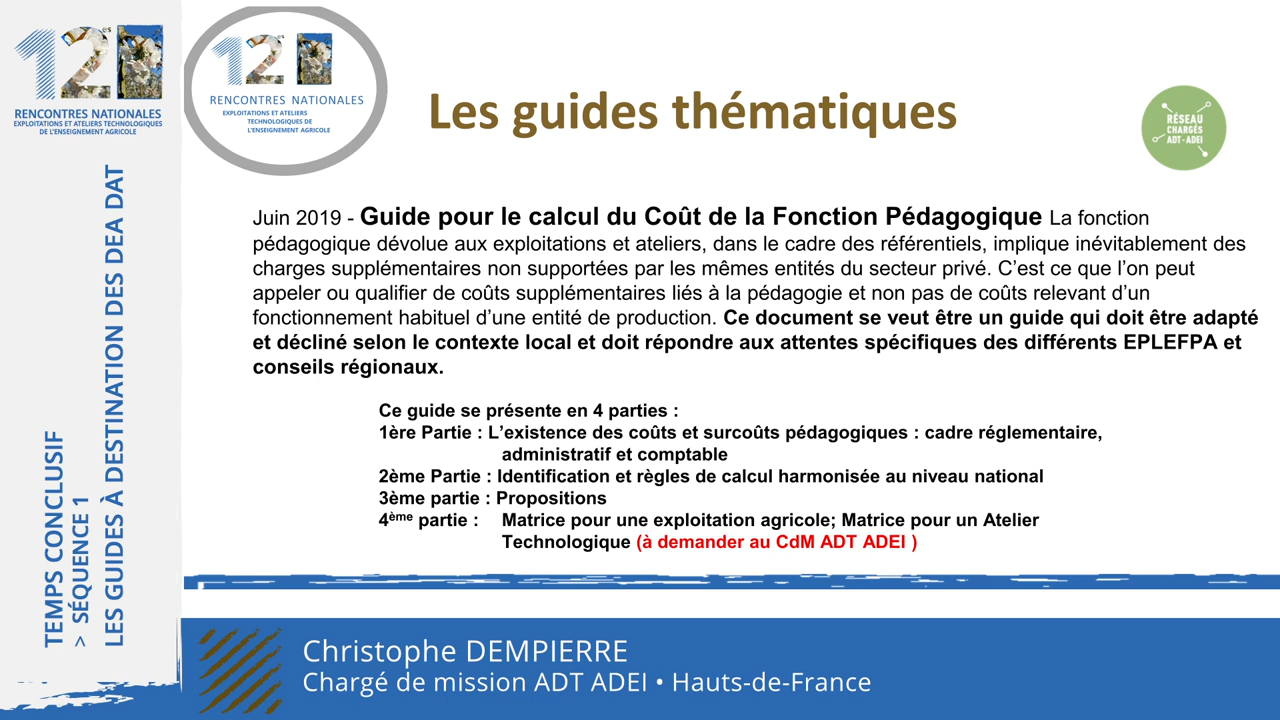 12es
RENCONTRES NATIONALES
EXPLOITATIONS ET ATELIERS TECHNOLOGIQUES
DE L'ENSEIGNEMENT AGRICOLE
TEMPS CONCLUSIF
> SÉQUENCE 1
LES GUIDES À DESTINATION DES DEA DAT
12es
RENCONTRES NATIONALES
EXPLOITATIONS ET ATELIERS
TECHNOLOGIQUES DE
L'ENSEIGNEMENT AGRICOLE
Les guides thématiques
RÉSEAU
CHARGÉS
ADT-ADEI
Juin 2019 - Guide pour le calcul du Coût de la Fonction Pédagogique La fonction
pédagogique dévolue aux exploitations et ateliers, dans le cadre des référentiels, implique inévitablement des
charges supplémentaires non supportées par les mêmes entités du secteur privé. C’est ce que l’on peut
appeler ou qualifier de coûts supplémentaires liés à la pédagogie et non pas de coûts relevant d’un
fonctionnement habituel d’une entité de production. Ce document se veut être un guide qui doit être adapté
et décliné selon le contexte local et doit répondre aux attentes spécifiques des différents EPLEFPA et
conseils régionaux.
Ce guide se présente en 4 parties :
1ère Partie : L’existence des coûts et surcoûts pédagogiques : cadre réglementaire,
administratif et comptable
2ème Partie : Identification et règles de calcul harmonisée au niveau national
3ème partie : Propositions
4ème partie : Matrice pour une exploitation agricole; Matrice pour un Atelier
Technologique (à demander au CdM ADT ADEI )
Christophe DEMPIERRE
Chargé de mission ADT ADEI • Hauts-de-France